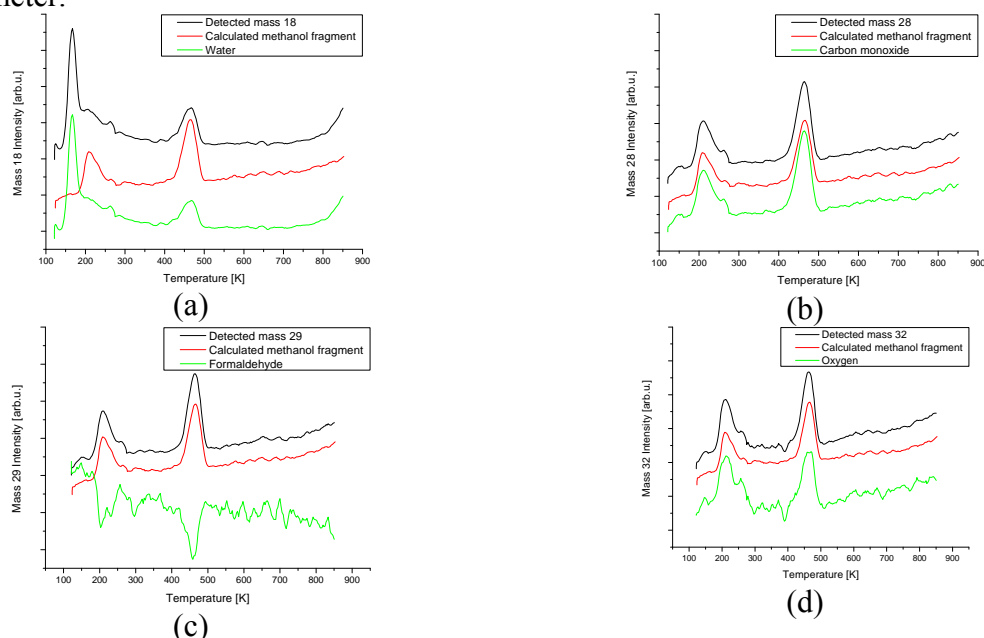 meter.
Detected mass 18
Calculated methanol fragment
Water
Mass 18 Intensity [arb.u.]
100 200 300 400 500 600 700 800 900
Temperature [K]
(a)
Detected mass 28
Calculated methanol fragment
Carbon monoxide
Mass 28 Intensity [arb.u.]
100 200 300 400 500 600 700 800 900
Temperature [K]
(b)
Detected mass 29
Calculated methanol fragment
Formaldehyde
Mass 29 Intensity [arb.u.]
100 200 300 400 500 600 700 800 900
Temperature [K]
(c)
Detected mass 32
Calculated methanol fragment
Oxygen
Mass 32 Intensity [arb.u.]
100 200 300 400 500 600 700 800 900
Temperature [K]
(d)